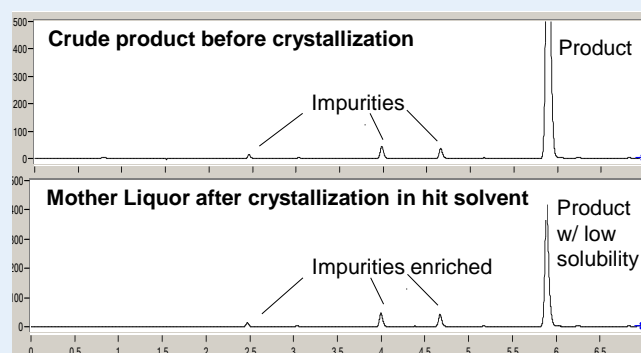 500
Crude product before crystallization
Product
400
300
Impurities
200
100
0
500
Mother Liquor after crystallization in hit solvent
Product
w/ low
solubility
400
300
Impurities enriched
200
100
0
0 0.5 1 1.5 2 2.5 3 3.5 4 4.5 5 5.5 6 6.5